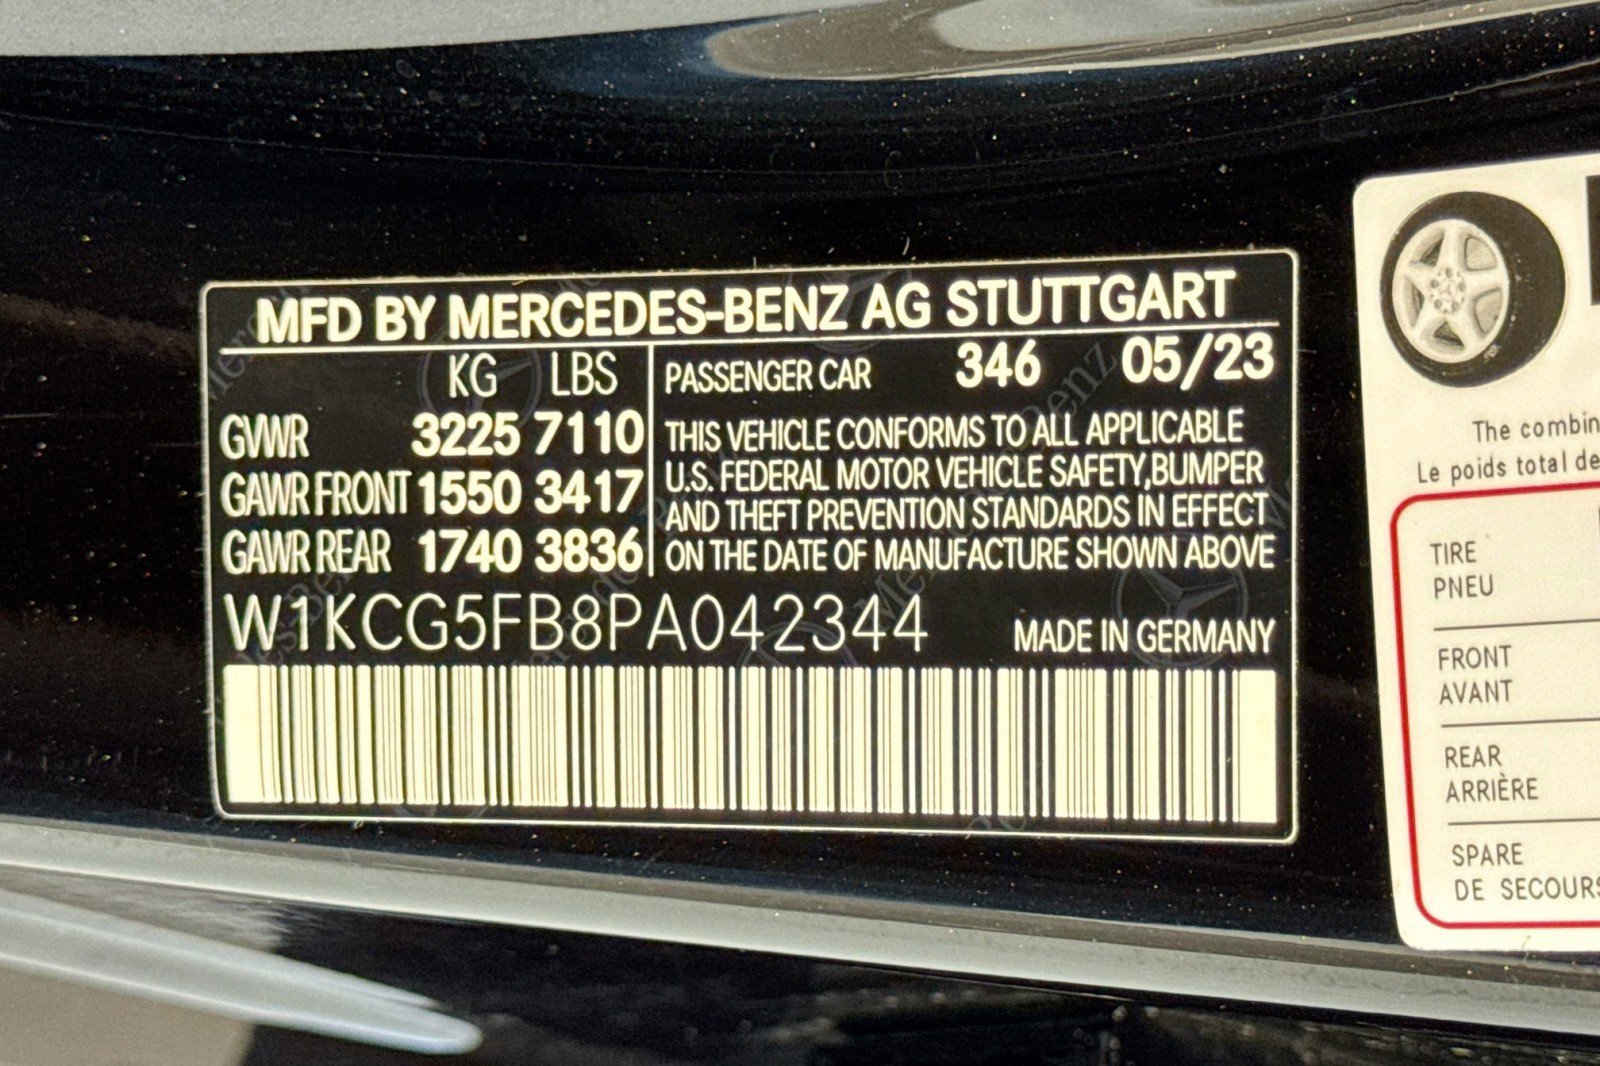 MFD BY MERCEDES-BENZ AG STUTTGART
KG LBS
GVWR 3225 7110
GAWR FRONT 1550 3417
GAWR REAR 1740 3836
PASSENGER CAR 346 05/23
THIS VEHICLE CONFORMS TO ALL APPLICABLE
U.S. FEDERAL MOTOR VEHICLE SAFETY,BUMPER
AND THEFT PREVENTION STANDARDS IN EFFECT
ON THE DATE OF MANUFACTURE SHOWN ABOVE
W1KCG5FB8PA042344
MADE IN GERMANY
The
Le poids total de
TIRE
PNEU
FRONT
AVANT
REAR
ARRIÈRE
SPARE
DE SECOURS